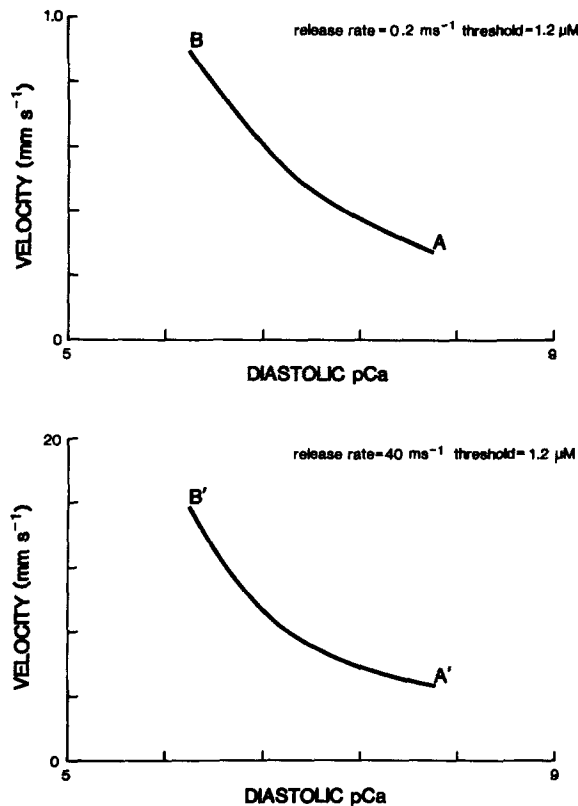 1.0
B
release rate=0.2 ms⁻¹ threshold=1.2 µM
VELOCITY (mm s⁻¹)
A
0
5
9
DIASTOLIC pCa
20
release rate=40 ms⁻¹ threshold=1.2 µM
B′
VELOCITY (mm s⁻¹)
A′
0
5
9
DIASTOLIC pCa